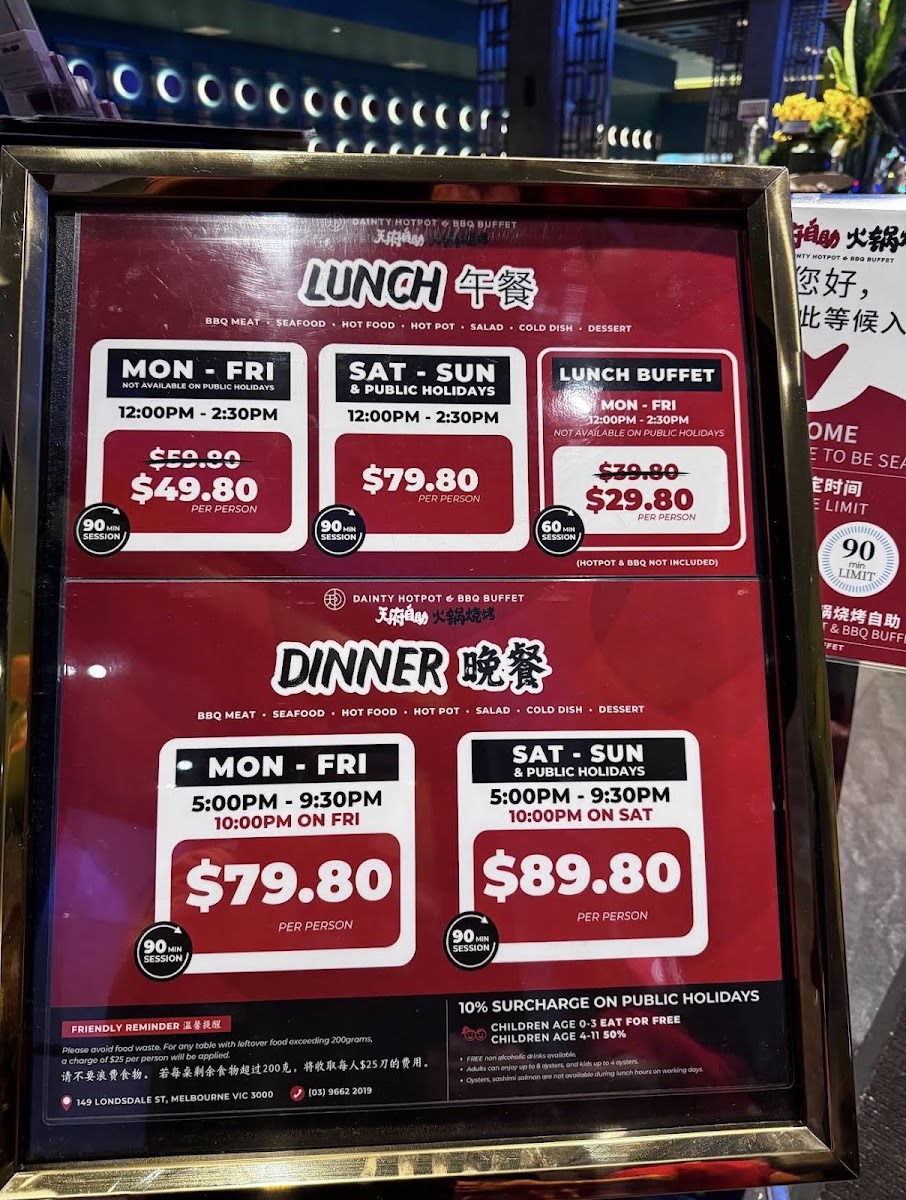 DAINTY HOTPOT & BBQ BUFFET
天府自助
LUNCH 午餐
BBQ MEAT • SEAFOOD • HOT FOOD • HOT POT • SALAD • COLD DISH • DESSERT
MON - FRI
NOT AVAILABLE ON PUBLIC HOLIDAYS
12:00PM - 2:30PM
$59.80
$49.80
PER PERSON
90 MIN
SESSION
SAT - SUN
& PUBLIC HOLIDAYS
12:00PM - 2:30PM
$79.80
PER PERSON
90 MIN
SESSION
LUNCH BUFFET
MON - FRI
12:00PM - 2:30PM
NOT AVAILABLE ON PUBLIC HOLIDAYS
$39.80
$29.80
PER PERSON
60 MIN
SESSION
(HOTPOT & BBQ NOT INCLUDED)
DAINTY HOTPOT & BBQ BUFFET
天府自助 火锅烧烤
DINNER 晚餐
BBQ MEAT • SEAFOOD • HOT FOOD • HOT POT • SALAD • COLD DISH • DESSERT
MON - FRI
5:00PM - 9:30PM
10:00PM ON FRI
$79.80
PER PERSON
90 MIN
SESSION
SAT - SUN
& PUBLIC HOLIDAYS
5:00PM - 9:30PM
10:00PM ON SAT
$89.80
PER PERSON
90 MIN
SESSION
FRIENDLY REMINDER 温馨提醒
Please avoid food waste. For any table with leftover food exceeding 200grams,
a charge of $25 per person will be applied.
请不要浪费食物。 若每桌剩余食物超过200克，将收取每人$25刀的费用。
149 LONDSDALE ST, MELBOURNE VIC 3000 (03) 9662 2019
10% SURCHARGE ON PUBLIC HOLIDAYS
CHILDREN AGE 0-3 EAT FOR FREE
CHILDREN AGE 4-11 50%
• FREE non alcoholic drinks available.
• Adults can enjoy up to 8 oysters, and kids up to 4 oysters.
• Oysters, sashimi salmon are not available during lunch hours on working days.
自助 火锅
NTY HOTPOT & BBQ BUFFET
您好，
此等候入
OME
E TO BE SEA
定时间
E LIMIT
90
min
LIMIT
锅烧烤自助
T & BBQ BUFF
FET